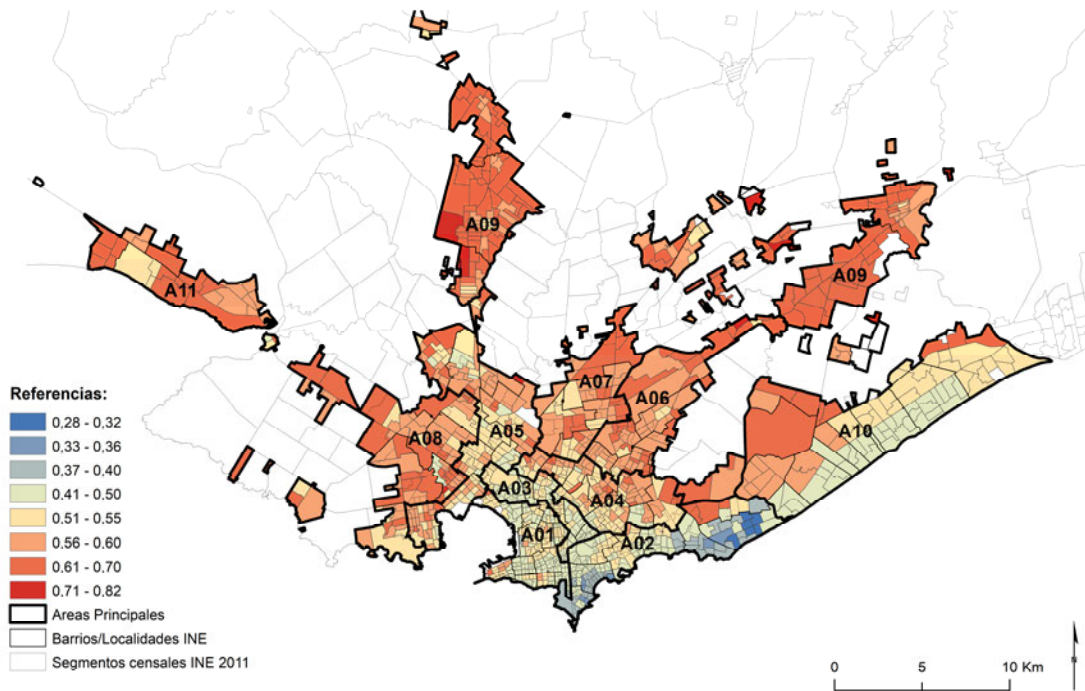 A09
A09
A11
A07
A06
A10
A08
A05
A03
A04
A01
A02
Referencias:
0.28 - 0.32
0.33 - 0.36
0.37 - 0.40
0.41 - 0.50
0.51 - 0.55
0.56 - 0.60
0.61 - 0.70
0.71 - 0.82
Areas Principales
Barrios/Localidades INE
Segmentos censales INE 2011
0 5 10 Km
N